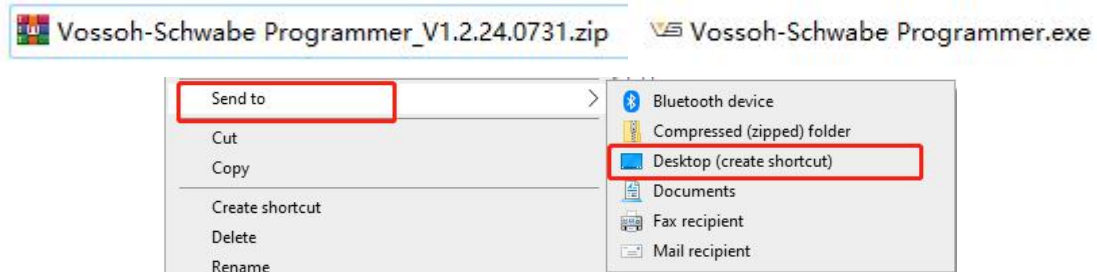 Vossoh-Schwabe Programmer_V1.2.24.0731.zip
VS Vossoh-Schwabe Programmer.exe
Send to
Cut
Copy
Create shortcut
Delete
Rename
Bluetooth device
Compressed (zipped) folder
Desktop (create shortcut)
Documents
Fax recipient
Mail recipient